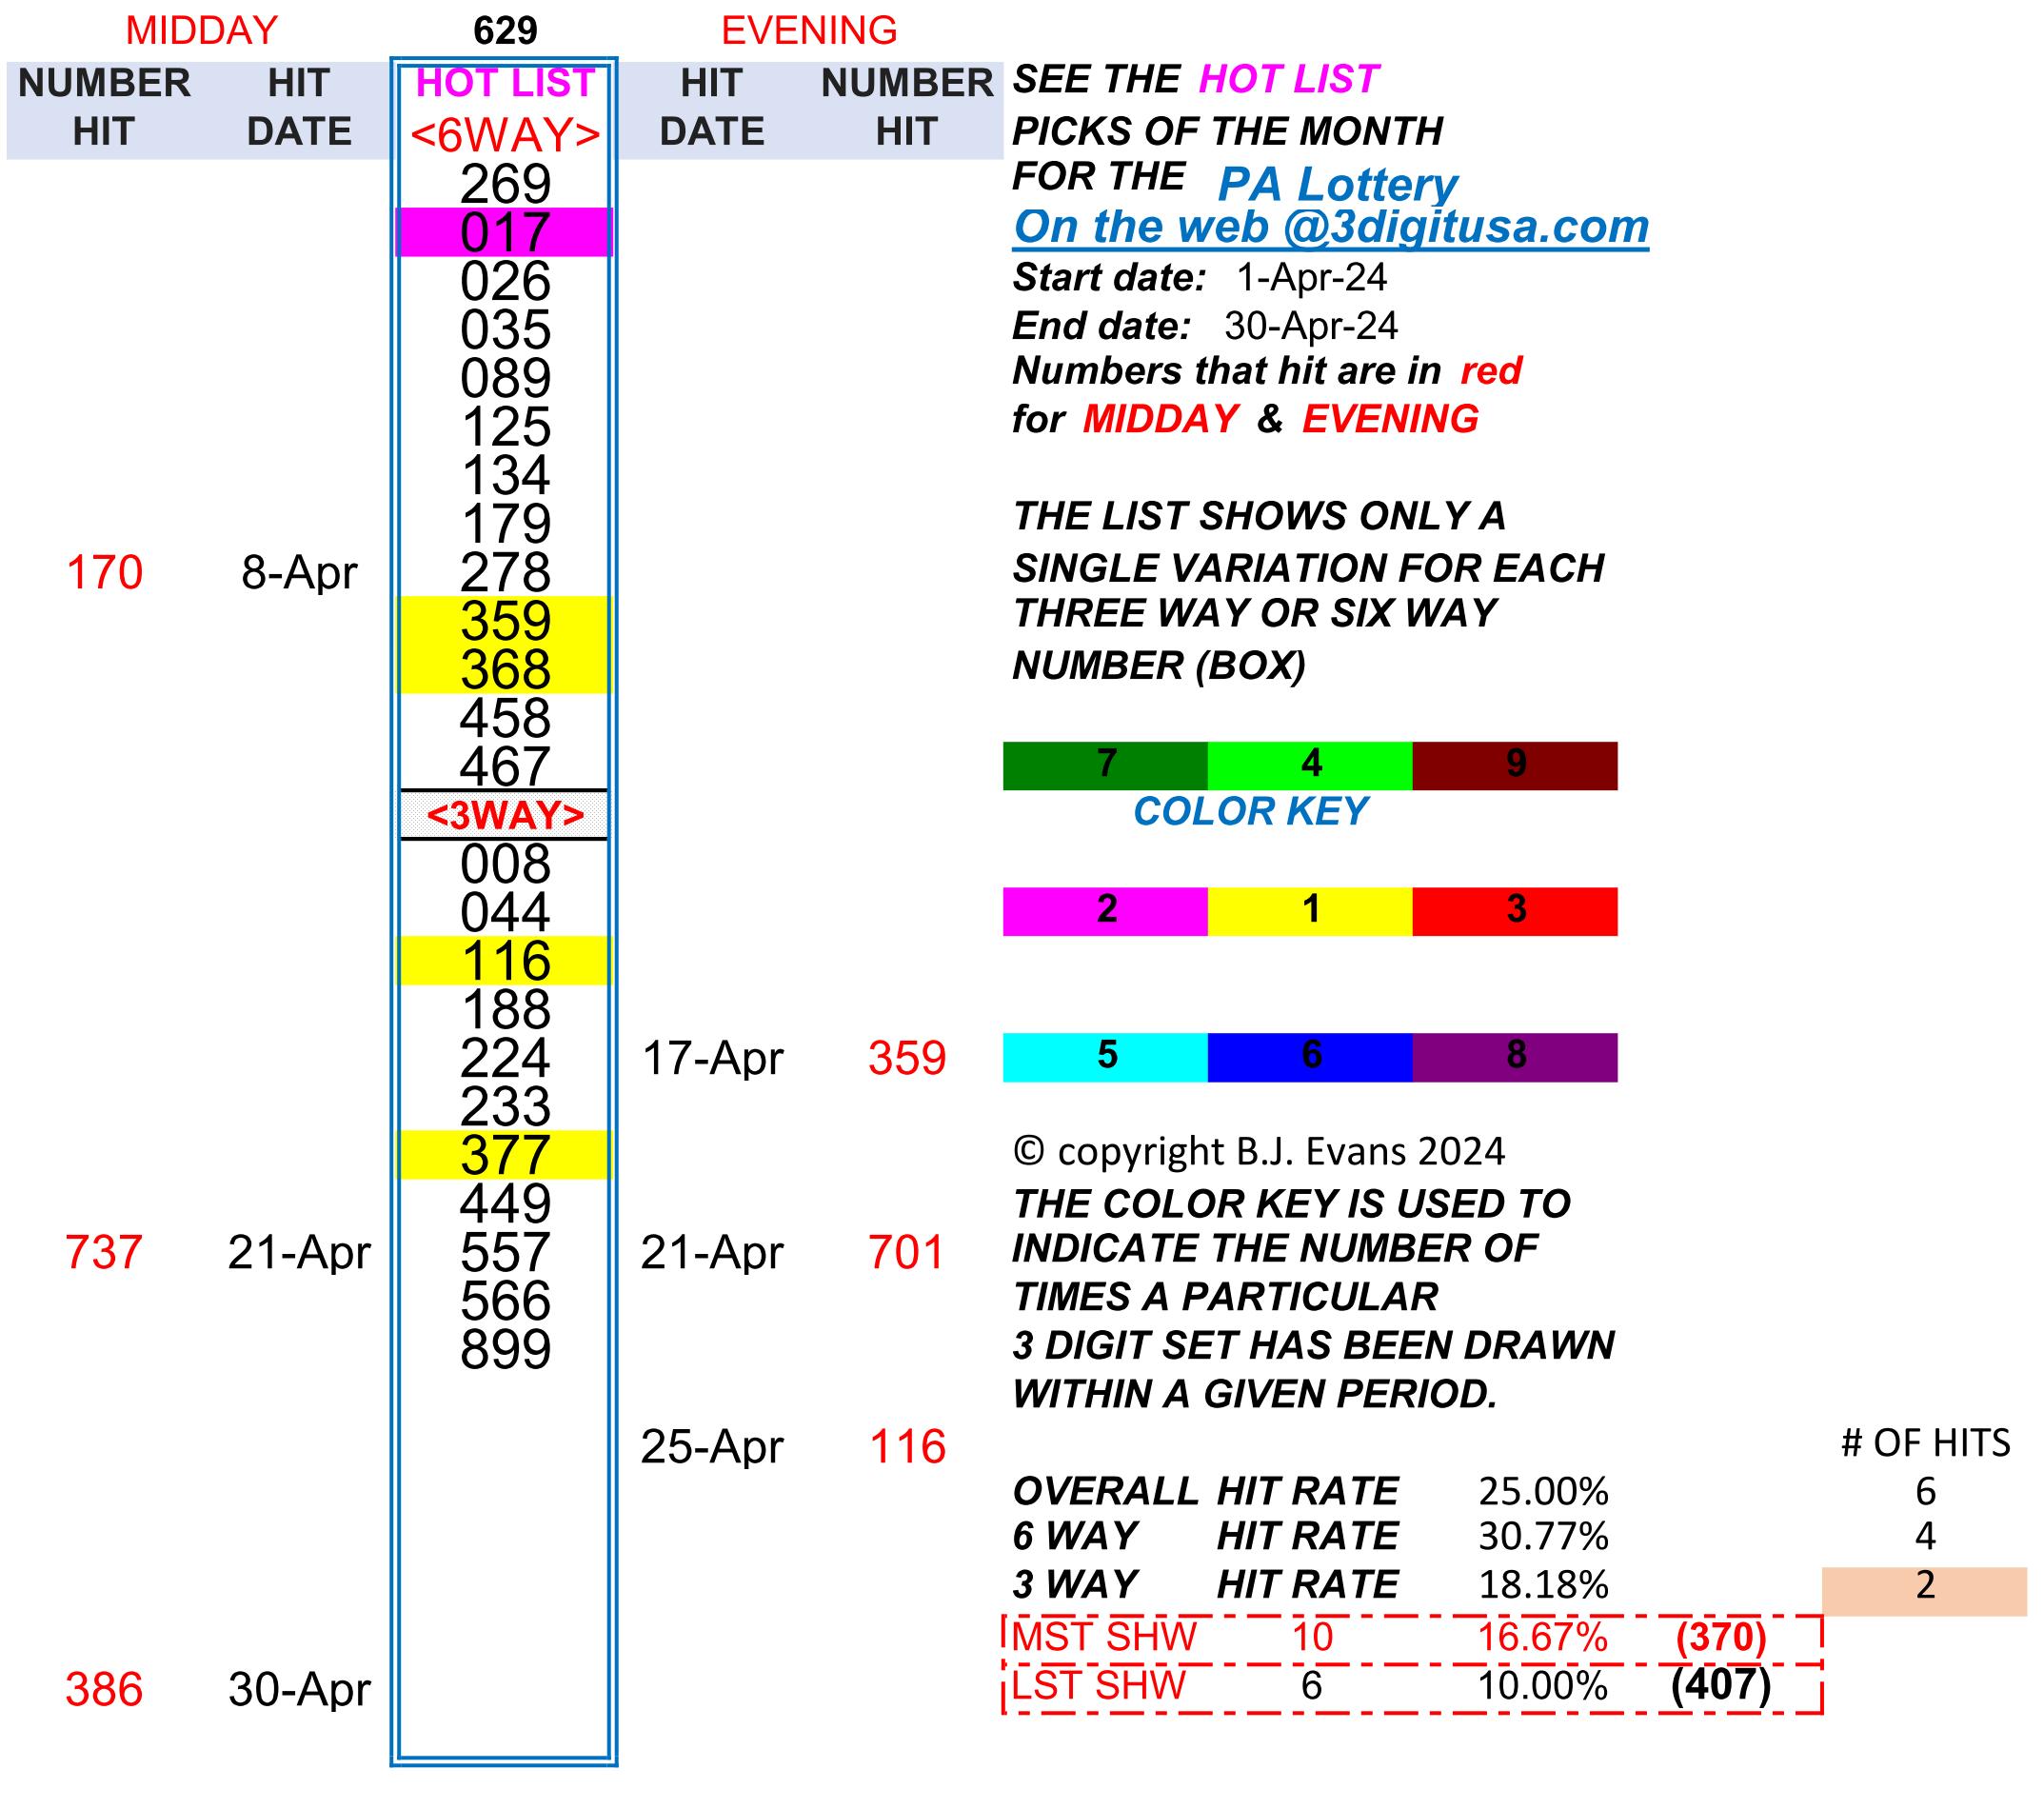 MIDDAY 629 EVENING
NUMBER HIT HOT LIST HIT NUMBER SEE THE HOT LIST
HIT DATE <6WAY> DATE HIT PICKS OF THE MONTH
269 FOR THE PA Lottery
017 On the web @3digitusa.com
026 Start date: 1-Apr-24
035 End date: 30-Apr-24
089 Numbers that hit are in red
125 for MIDDAY & EVENING
134
179 THE LIST SHOWS ONLY A
170 8-Apr 278 SINGLE VARIATION FOR EACH
359 THREE WAY OR SIX WAY
368 NUMBER (BOX)
458
467 7 4 9
<3WAY> COLOR KEY
008
044 2 1 3
116
188
224 17-Apr 359 5 6 8
233
377 © copyright B.J. Evans 2024
449 THE COLOR KEY IS USED TO
737 21-Apr 557 21-Apr 701 INDICATE THE NUMBER OF
566 TIMES A PARTICULAR
899 3 DIGIT SET HAS BEEN DRAWN
WITHIN A GIVEN PERIOD.
25-Apr 116 # OF HITS
OVERALL HIT RATE 25.00% 6
6 WAY HIT RATE 30.77% 4
3 WAY HIT RATE 18.18% 2
MST SHW 10 16.67% (370)
386 30-Apr LST SHW 6 10.00% (407)